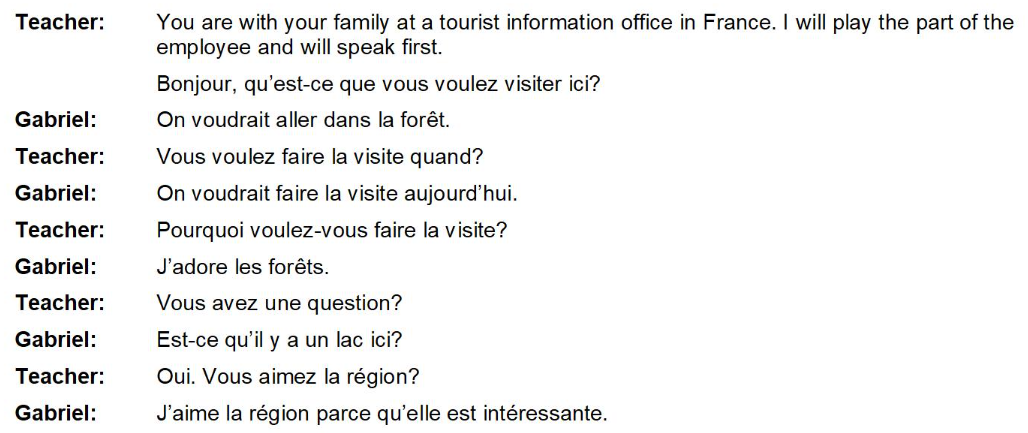 Teacher: You are with your family at a tourist information office in France. I will play the part of the
employee and will speak first.
Bonjour, qu’est-ce que vous voulez visiter ici?
Gabriel: On voudrait aller dans la forêt.
Teacher: Vous voulez faire la visite quand?
Gabriel: On voudrait faire la visite aujourd’hui.
Teacher: Pourquoi voulez-vous faire la visite?
Gabriel: J’adore les forêts.
Teacher: Vous avez une question?
Gabriel: Est-ce qu’il y a un lac ici?
Teacher: Oui. Vous aimez la région?
Gabriel: J’aime la région parce qu’elle est intéressante.